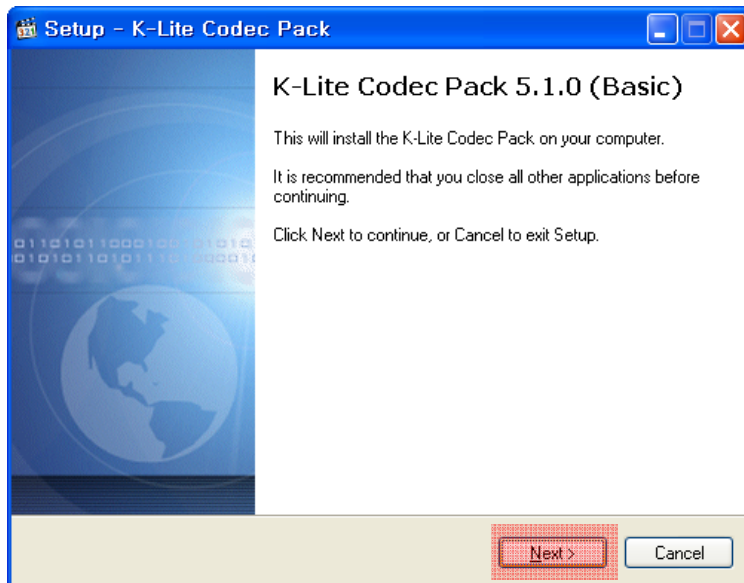 Setup - K-Lite Codec Pack
K-Lite Codec Pack 5.1.0 (Basic)
This will install the K-Lite Codec Pack on your computer.
It is recommended that you close all other applications before
continuing.
Click Next to continue, or Cancel to exit Setup.
Next >
Cancel